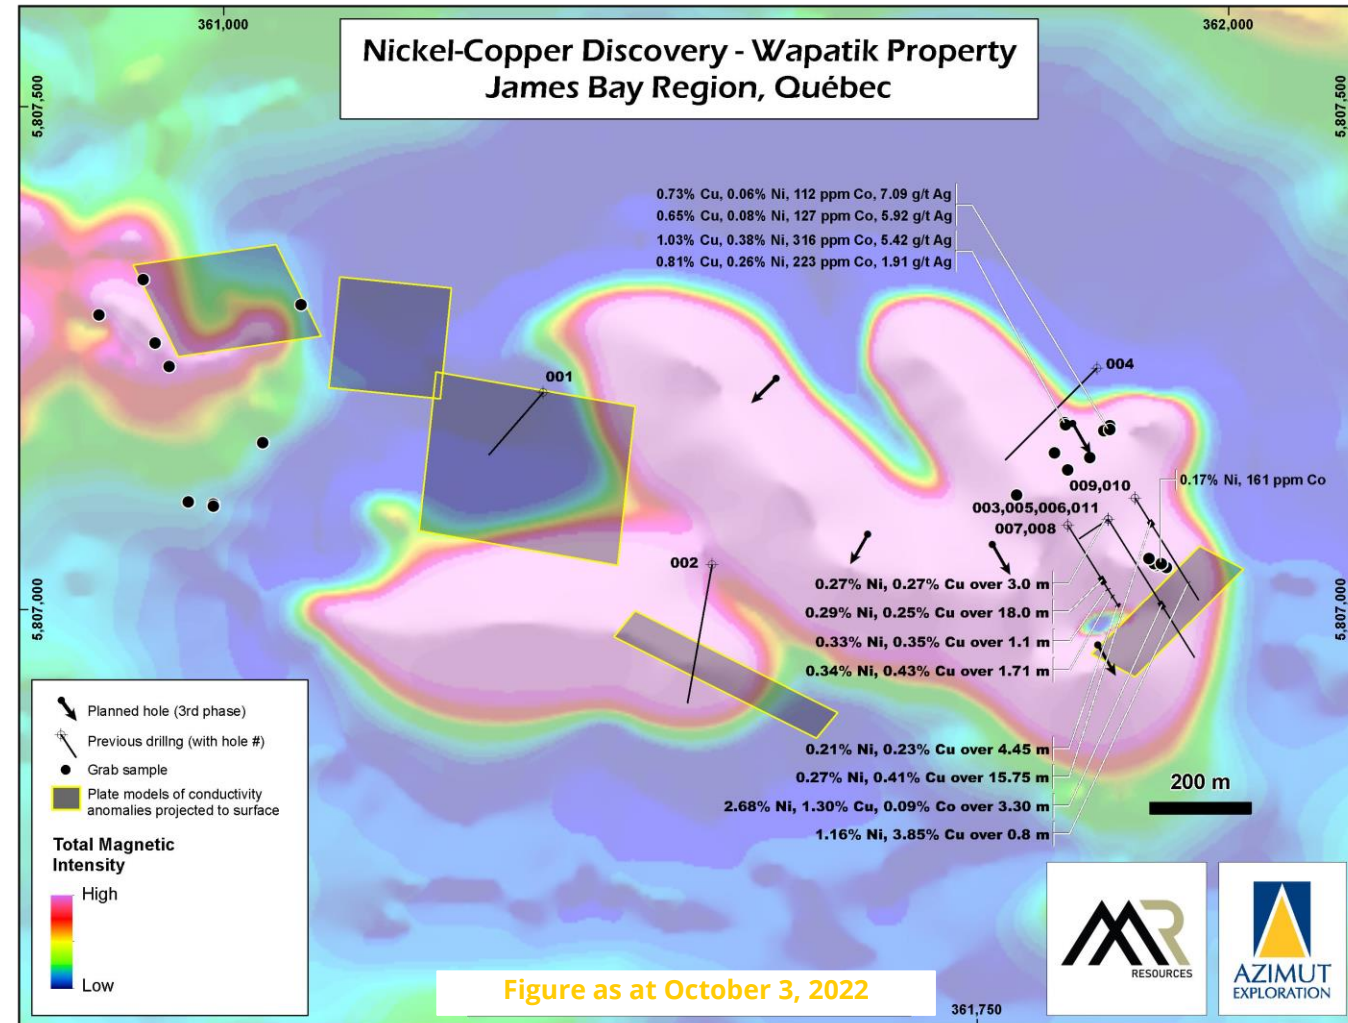 361,000
362,000
Nickel-Copper Discovery - Wapatik Property
James Bay Region, Québec
5,807,500
5,807,500
0.73% Cu, 0.06% Ni, 112 ppm Co, 7.09 g/t Ag
0.65% Cu, 0.08% Ni, 127 ppm Co, 5.92 g/t Ag
1.03% Cu, 0.38% Ni, 316 ppm Co, 5.42 g/t Ag
0.81% Cu, 0.26% Ni, 223 ppm Co, 1.91 g/t Ag
004
001
0.17% Ni, 161 ppm Co
009,010
003,005,006,011
007,008
002
0.27% Ni, 0.27% Cu over 3.0 m
0.29% Ni, 0.25% Cu over 18.0 m
0.33% Ni, 0.35% Cu over 1.1 m
0.34% Ni, 0.43% Cu over 1.71 m
5,807,000
5,807,000
0.21% Ni, 0.23% Cu over 4.45 m
0.27% Ni, 0.41% Cu over 15.75 m
2.68% Ni, 1.30% Cu, 0.09% Co over 3.30 m
1.16% Ni, 3.85% Cu over 0.8 m
200 m
Planned hole (3rd phase)
Previous drillng (with hole #)
Grab sample
Plate models of conductivity
anomalies projected to surface
Total Magnetic
Intensity
High
Low
MR
RESOURCES
AZIMUT
EXPLORATION
Figure as at October 3, 2022
361,750